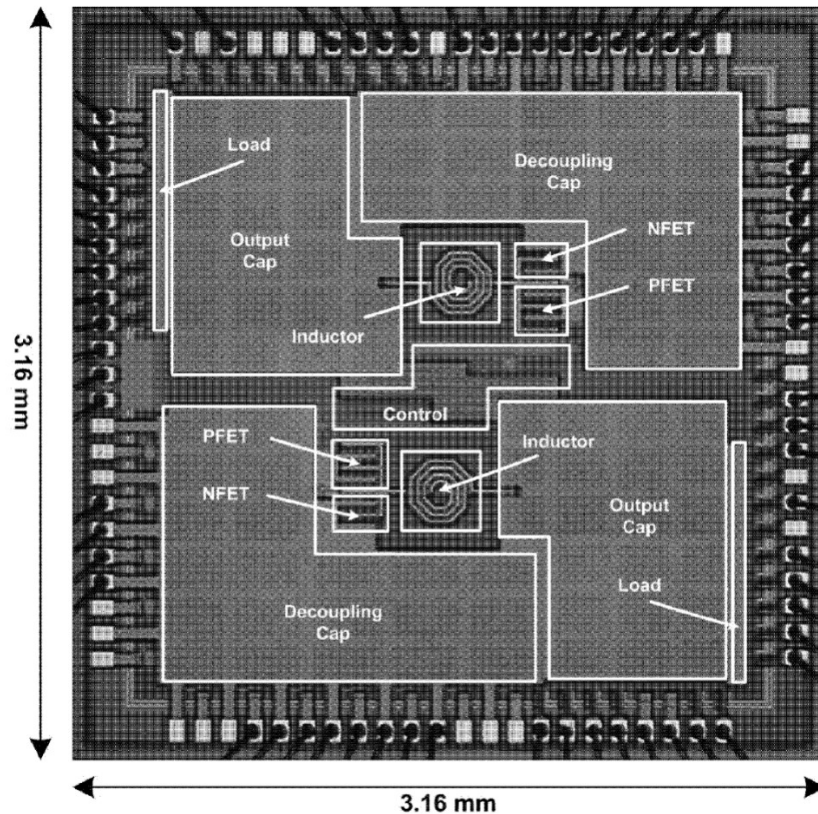 Load
Decoupling
Cap
Output
Cap
NFET
PFET
Inductor
3.16 mm
Control
PFET
Inductor
NFET
Output
Cap
Load
Decoupling
Cap
3.16 mm